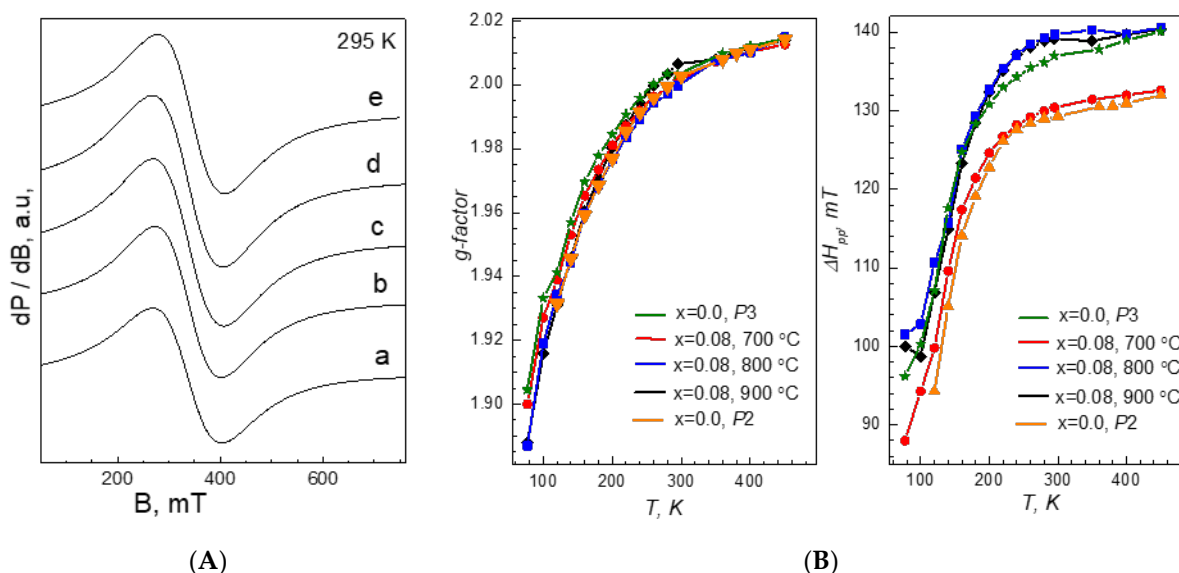 295 K
e
d
c
b
a
dP / dB, a.u,
200
400
600
B, mT
(A)
2.02
2.00
1.98
1.96
1.94
1.92
1.90
g-factor
100
200
300
400
T, K
x=0.0, P3
x=0.08, 700 °C
x=0.08, 800 °C
x=0.08, 900 °C
x=0.0, P2
140
130
120
110
100
90
ΔHpp, mT
100
200
300
400
T, K
x=0.0, P3
x=0.08, 700 °C
x=0.08, 800 °C
x=0.08, 900 °C
x=0.0, P2
(B)